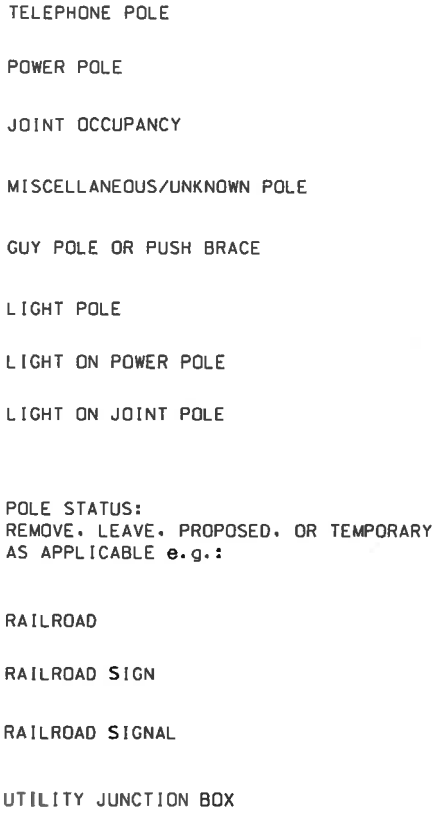 TELEPHONE POLE
POWER POLE
JOINT OCCUPANCY
MISCELLANEOUS/UNKNOWN POLE
GUY POLE OR PUSH BRACE
LIGHT POLE
LIGHT ON POWER POLE
LIGHT ON JOINT POLE
POLE STATUS:
REMOVE. LEAVE. PROPOSED. OR TEMPORARY
AS APPLICABLE e.g.:
RAILROAD
RAILROAD SIGN
RAILROAD SIGNAL
UTILITY JUNCTION BOX